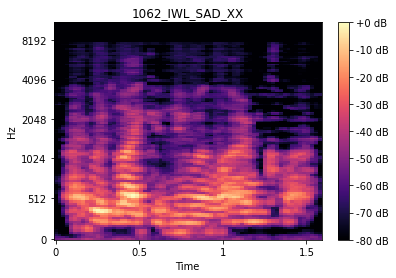 1062_IWL_SAD_XX
+0 dB
8192
-10 dB
4096
-20 dB
-30 dB
2048
Hz
-40 dB
1024
-50 dB
512
-60 dB
-70 dB
0
-80 dB
0
0.5
1
1.5
Time